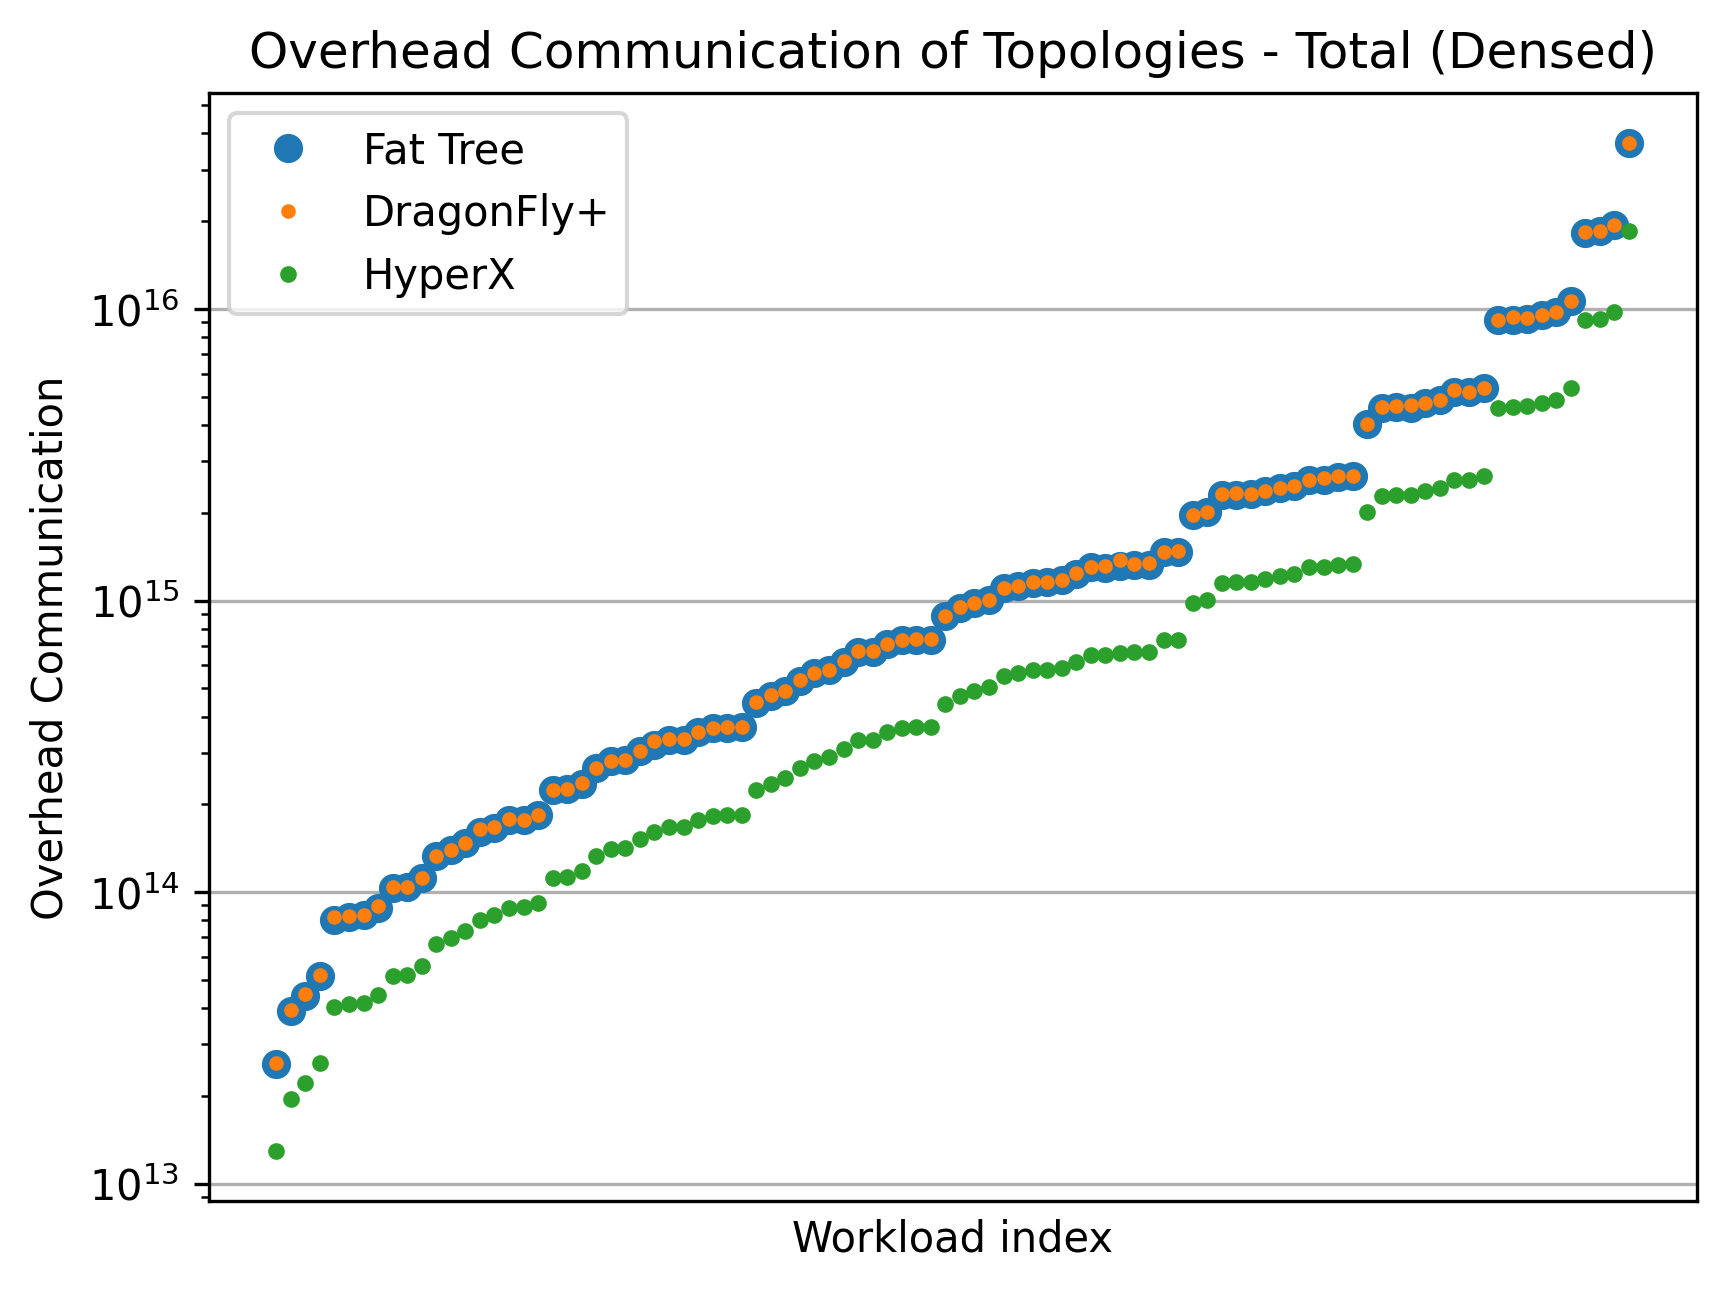 Overhead Communication of Topologies - Total (Densed)
Fat Tree
DragonFly+
HyperX
10^16
10^15
10^14
10^13
Overhead Communication
Workload index